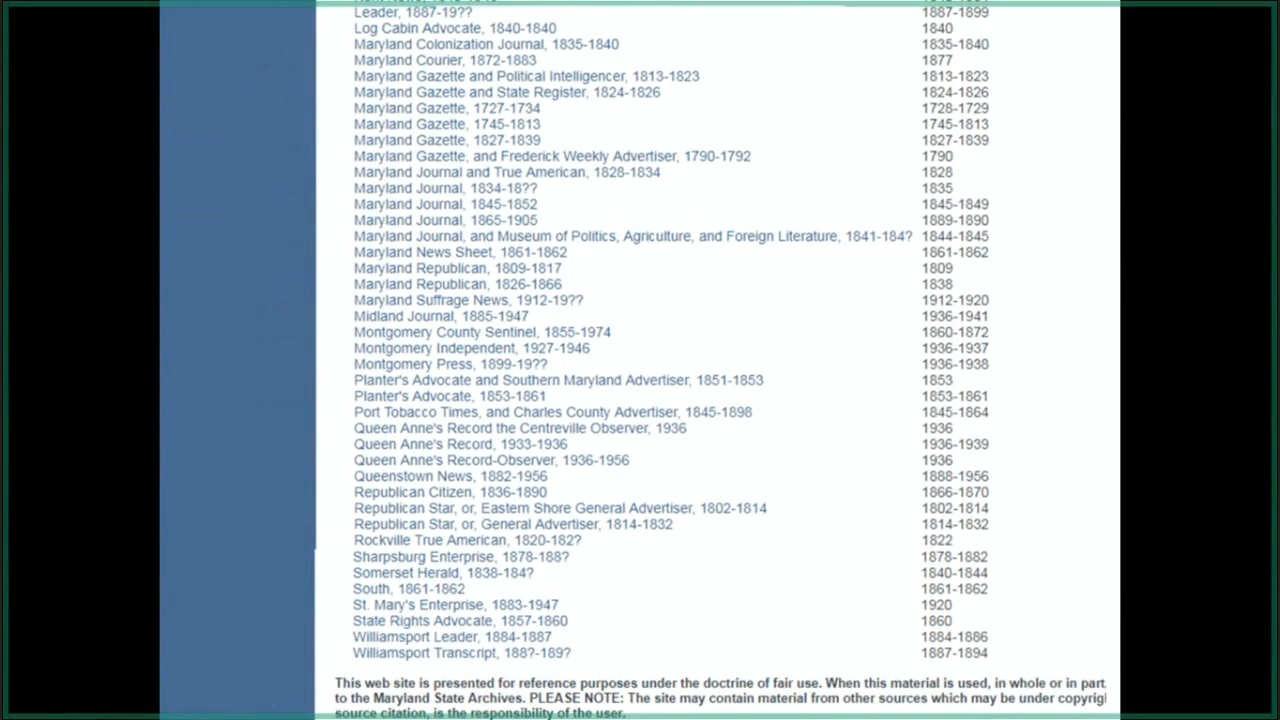 Leader, 1887-19?? 1887-1899
Log Cabin Advocate, 1840-1840 1840
Maryland Colonization Journal, 1835-1840 1835-1840
Maryland Courier, 1872-1883 1877
Maryland Gazette and Political Intelligencer, 1813-1823 1813-1823
Maryland Gazette and State Register, 1824-1826 1824-1826
Maryland Gazette, 1727-1734 1728-1729
Maryland Gazette, 1745-1813 1745-1813
Maryland Gazette, 1827-1839 1827-1839
Maryland Gazette, and Frederick Weekly Advertiser, 1790-1792 1790
Maryland Journal and True American, 1828-1834 1828
Maryland Journal, 1834-18?? 1835
Maryland Journal, 1845-1852 1845-1849
Maryland Journal, 1865-1905 1889-1890
Maryland Journal, and Museum of Politics, Agriculture, and Foreign Literature, 1841-184? 1844-1845
Maryland News Sheet, 1861-1862 1861-1862
Maryland Republican, 1809-1817 1809
Maryland Republican, 1826-1866 1838
Maryland Suffrage News, 1912-19?? 1912-1920
Midland Journal, 1885-1947 1936-1941
Montgomery County Sentinel, 1855-1974 1860-1872
Montgomery Independent, 1927-1946 1936-1937
Montgomery Press, 1899-19?? 1936-1938
Planter's Advocate and Southern Maryland Advertiser, 1851-1853 1853
Planter's Advocate, 1853-1861 1853-1861
Port Tobacco Times, and Charles County Advertiser, 1845-1898 1845-1864
Queen Anne's Record the Centreville Observer, 1936 1936
Queen Anne's Record, 1933-1936 1936-1939
Queen Anne's Record-Observer, 1936-1956 1936
Queenstown News, 1882-1956 1888-1956
Republican Citizen, 1836-1890 1866-1870
Republican Star, or, Eastern Shore General Advertiser, 1802-1814 1802-1814
Republican Star, or, General Advertiser, 1814-1832 1814-1832
Rockville True American, 1820-182? 1822
Sharpsburg Enterprise, 1878-188? 1878-1882
Somerset Herald, 1838-184? 1840-1844
South, 1861-1862 1861-1862
St. Mary's Enterprise, 1883-1947 1920
State Rights Advocate, 1857-1860 1860
Williamsport Leader, 1884-1887 1884-1886
Williamsport Transcript, 188?-189? 1887-1894
This web site is presented for reference purposes under the doctrine of fair use. When this material is used, in whole or in part,
to the Maryland State Archives. PLEASE NOTE: The site may contain material from other sources which may be under copyrig
source citation, is the responsibility of the user.